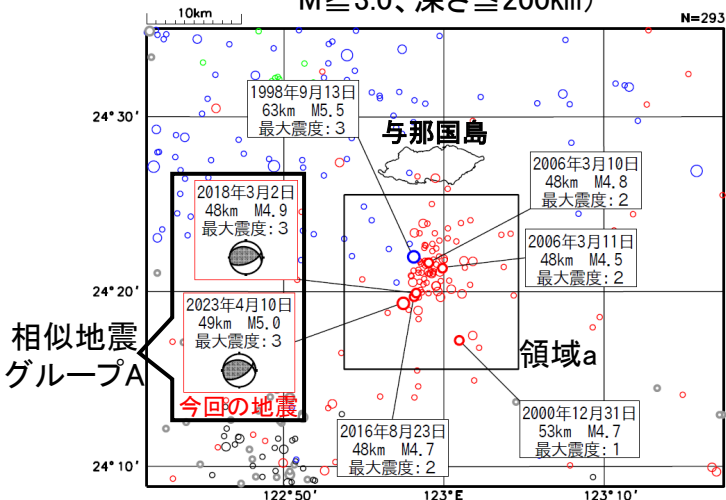 M≧3.0、深さ≦200km）
10km
N=293
24°30′
24°20′
24°10′
1998年9月13日
63km M5.5
最大震度：3
与那国島
2006年3月10日
48km M4.8
最大震度：2
2018年3月2日
48km M4.9
最大震度：3
2006年3月11日
48km M4.5
最大震度：2
2023年4月10日
49km M5.0
最大震度：3
今回の地震
相似地震
グループA
領域a
2016年8月23日
48km M4.7
最大震度：2
2000年12月31日
53km M4.7
最大震度：1
122°50′
123°E
123°10′